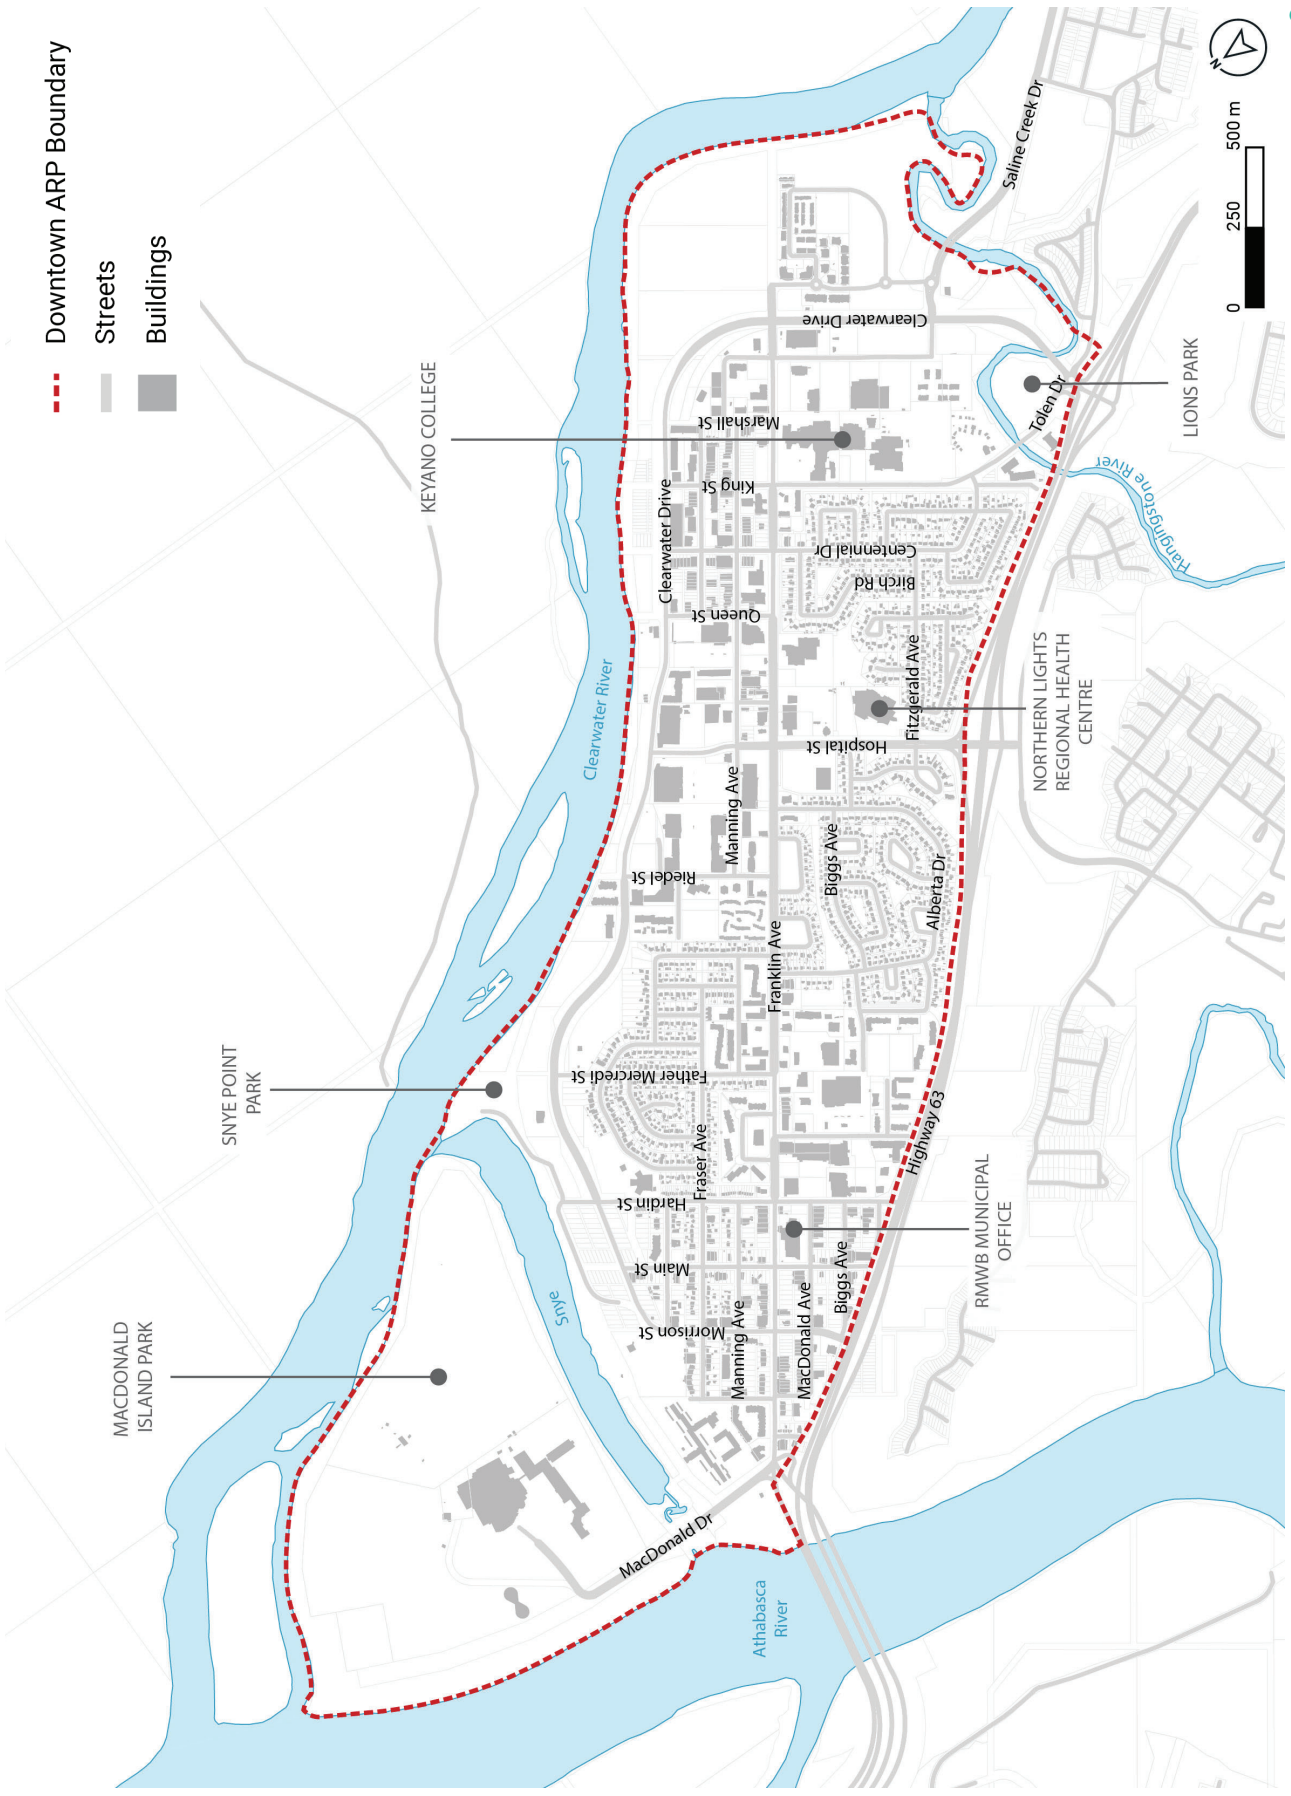 Downtown ARP Boundary
Streets
Buildings
N
0 250 500 m
MACDONALD
ISLAND PARK
SNYE POINT
PARK
KEYANO COLLEGE
LIONS PARK
NORTHERN LIGHTS
REGIONAL HEALTH
CENTRE
RMWB MUNICIPAL
OFFICE
Clearwater River
Snye
Athabasca
River
Hangingstone River
MacDonald Dr
Morrison St
Main St
Hardin St
Father Mercredi St
Riedel St
Hospital St
Queen St
King St
Marshall St
Clearwater Drive
Clearwater Drive
Centennial Dr
Birch Rd
Fitzgerald Ave
Manning Ave
Manning Ave
Fraser Ave
Franklin Ave
MacDonald Ave
Biggs Ave
Biggs Ave
Alberta Dr
Highway 63
Tolen Dr
Saline Creek Dr